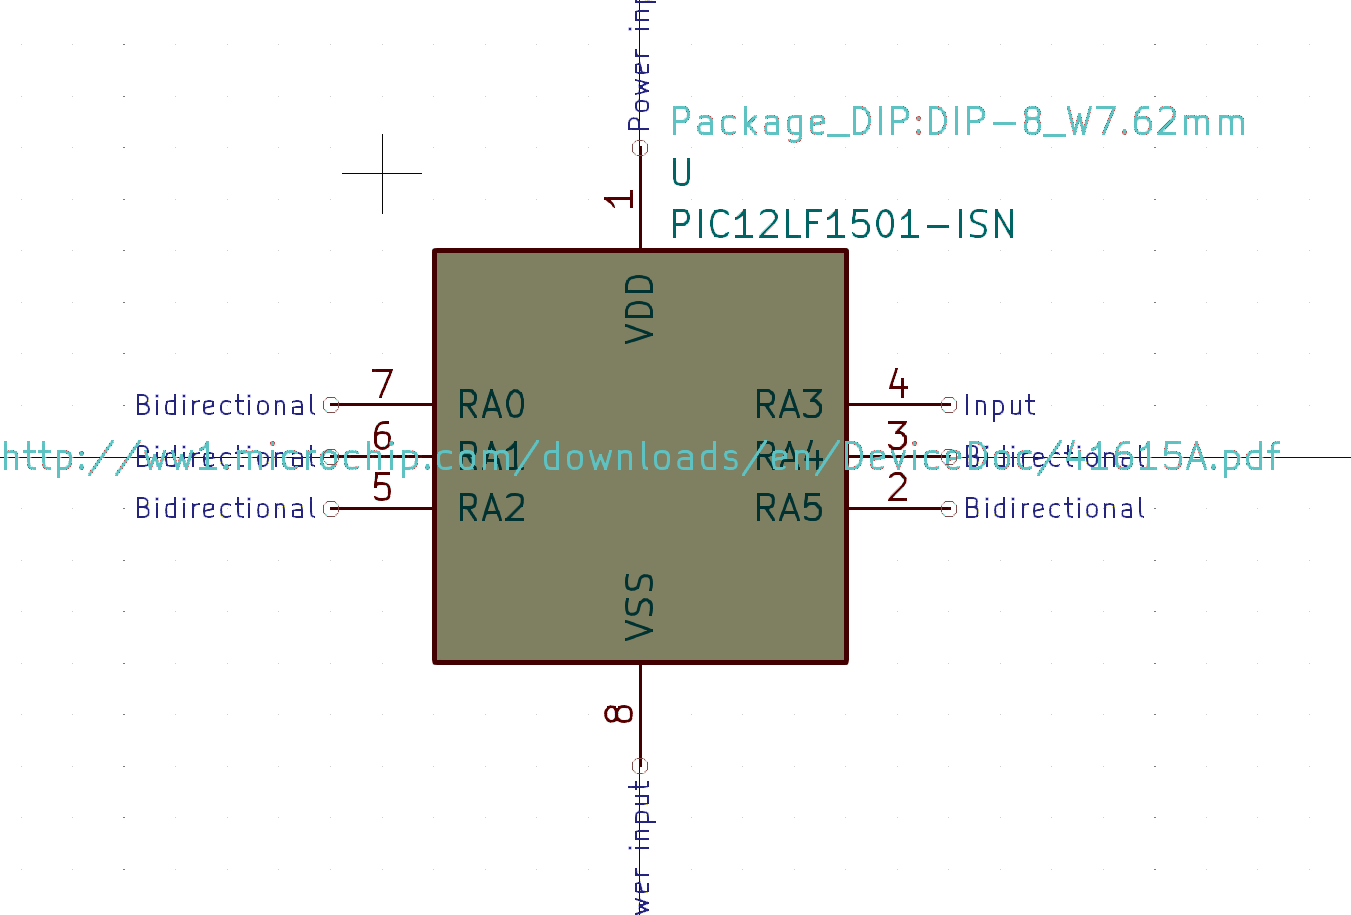 Power inp
Package_DIP:DIP-8_W7.62mm
U
1
PIC12LF1501-ISN
VDD
7
4
Bidirectional
RA0
RA3
Input
6
3
Bidirectional
RA1
RA4
Bidirectional
http://ww1.microchip.com/downloads/en/DeviceDoc/41615A.pdf
5
2
Bidirectional
RA2
RA5
Bidirectional
VSS
8
wer input